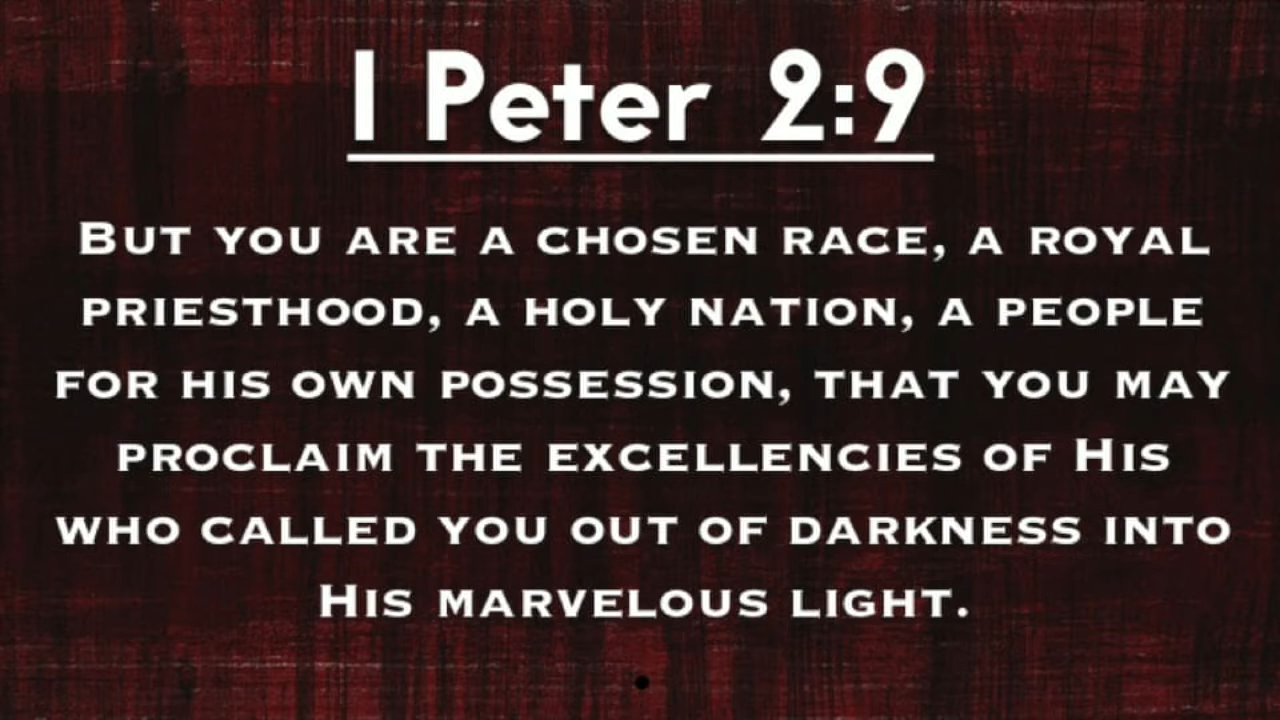 I Peter 2:9
But you are a chosen race, a royal
priesthood, a holy nation, a people
for his own possession, that you may
proclaim the excellencies of His
who called you out of darkness into
His marvelous light.